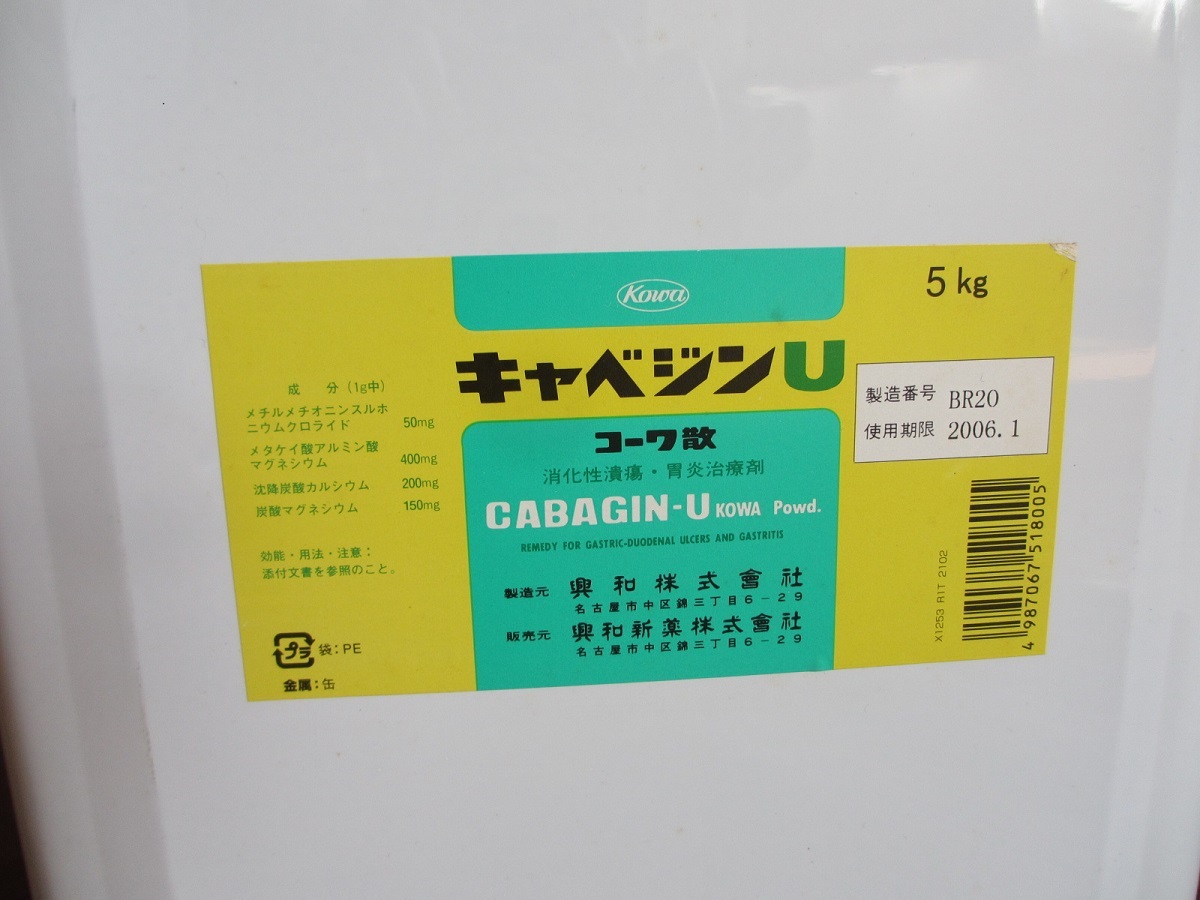 Kowa
5 kg
キャベジンU
コーワ散
消化性潰瘍・胃炎治療剤
CABAGIN-U KOWA Powd.
REMEDY FOR GASTRIC-DUODENAL ULCERS AND GASTRITIS
製造元 興和株式會社
名古屋市中区錦三丁目6－29
販売元 興和新薬株式會社
名古屋市中区錦三丁目6－29
成 分（1g中）
メチルメチオニンスルホ
ニウムクロライド 50mg
メタケイ酸アルミン酸
マグネシウム 400mg
沈降炭酸カルシウム 200mg
炭酸マグネシウム 150mg
効能・用法・注意：
添付文書を参照のこと。
プラ 袋：PE
金属：缶
製造番号 BR20
使用期限 2006.1
X1253 R1T 2102
4 987067 518005